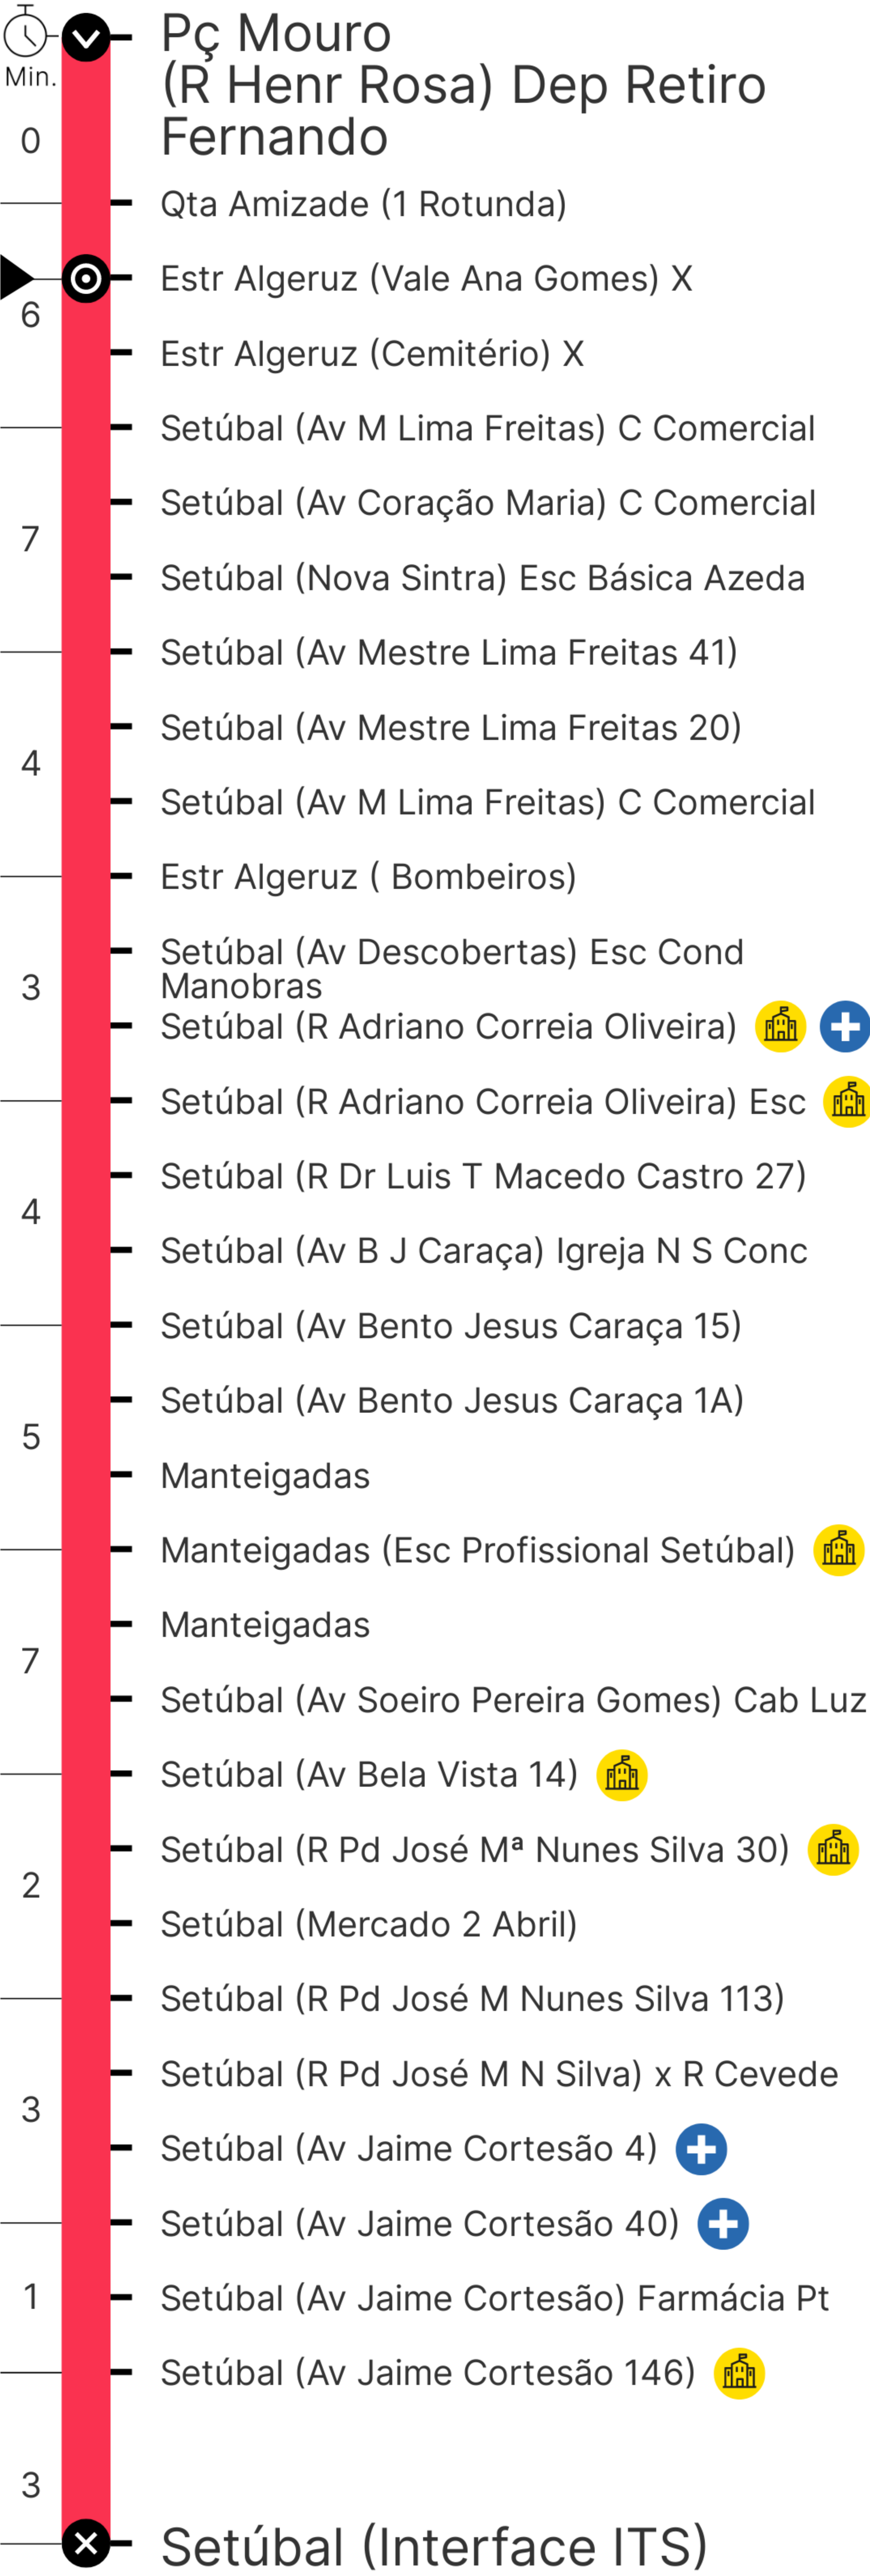 Min.
Pç Mouro
(R Henr Rosa) Dep Retiro
Fernando
0
Qta Amizade (1 Rotunda)
Estr Algeruz (Vale Ana Gomes) X
6
Estr Algeruz (Cemitério) X
Setúbal (Av M Lima Freitas) C Comercial
Setúbal (Av Coração Maria) C Comercial
7
Setúbal (Nova Sintra) Esc Básica Azeda
Setúbal (Av Mestre Lima Freitas 41)
Setúbal (Av Mestre Lima Freitas 20)
4
Setúbal (Av M Lima Freitas) C Comercial
Estr Algeruz ( Bombeiros)
Setúbal (Av Descobertas) Esc Cond
Manobras
3
Setúbal (R Adriano Correia Oliveira)
Setúbal (R Adriano Correia Oliveira) Esc
Setúbal (R Dr Luis T Macedo Castro 27)
4
Setúbal (Av B J Caraça) Igreja N S Conc
Setúbal (Av Bento Jesus Caraça 15)
Setúbal (Av Bento Jesus Caraça 1A)
5
Manteigadas
Manteigadas (Esc Profissional Setúbal)
Manteigadas
7
Setúbal (Av Soeiro Pereira Gomes) Cab Luz
Setúbal (Av Bela Vista 14)
Setúbal (R Pd José Mª Nunes Silva 30)
2
Setúbal (Mercado 2 Abril)
Setúbal (R Pd José M Nunes Silva 113)
Setúbal (R Pd José M N Silva) x R Cevede
3
Setúbal (Av Jaime Cortesão 4)
Setúbal (Av Jaime Cortesão 40)
1
Setúbal (Av Jaime Cortesão) Farmácia Pt
Setúbal (Av Jaime Cortesão 146)
3
Setúbal (Interface ITS)